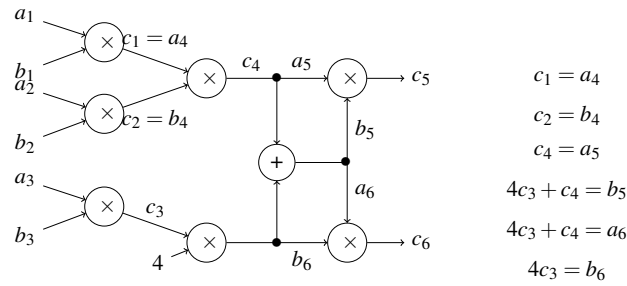 a₁
× c₁ = a₄
b₁
a₂
× c₂ = b₄
b₂
× c₄ a₅ × c₅
b₅
+
a₆
a₃
× c₃
b₃
4 × b₆ × c₆
c₁ = a₄
c₂ = b₄
c₄ = a₅
4c₃ + c₄ = b₅
4c₃ + c₄ = a₆
4c₃ = b₆